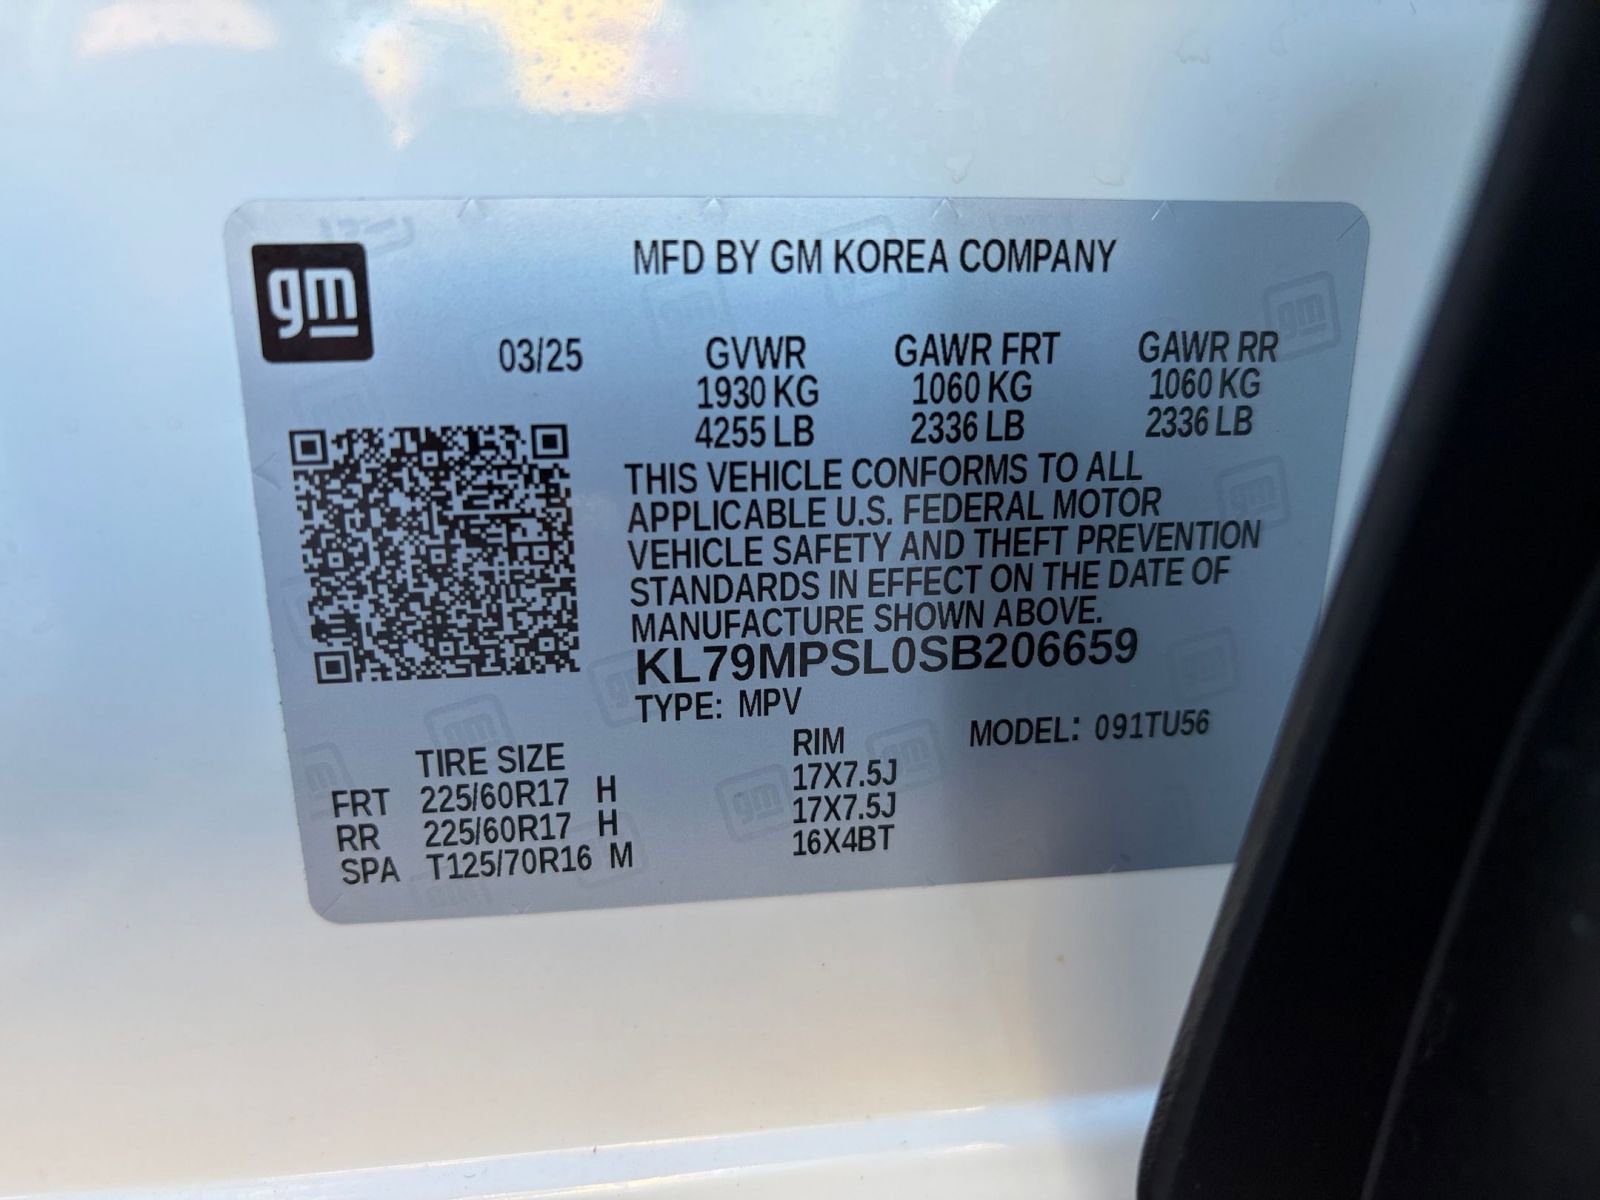 gm
MFD BY GM KOREA COMPANY
03/25 GVWR GAWR FRT GAWR RR
1930 KG 1060 KG 1060 KG
4255 LB 2336 LB 2336 LB
THIS VEHICLE CONFORMS TO ALL
APPLICABLE U.S. FEDERAL MOTOR
VEHICLE SAFETY AND THEFT PREVENTION
STANDARDS IN EFFECT ON THE DATE OF
MANUFACTURE SHOWN ABOVE.
KL79MPSL0SB206659
TYPE: MPV
TIRE SIZE RIM MODEL: 091TU56
FRT 225/60R17 H 17X7.5J
RR 225/60R17 H 17X7.5J
SPA T125/70R16 M 16X4BT